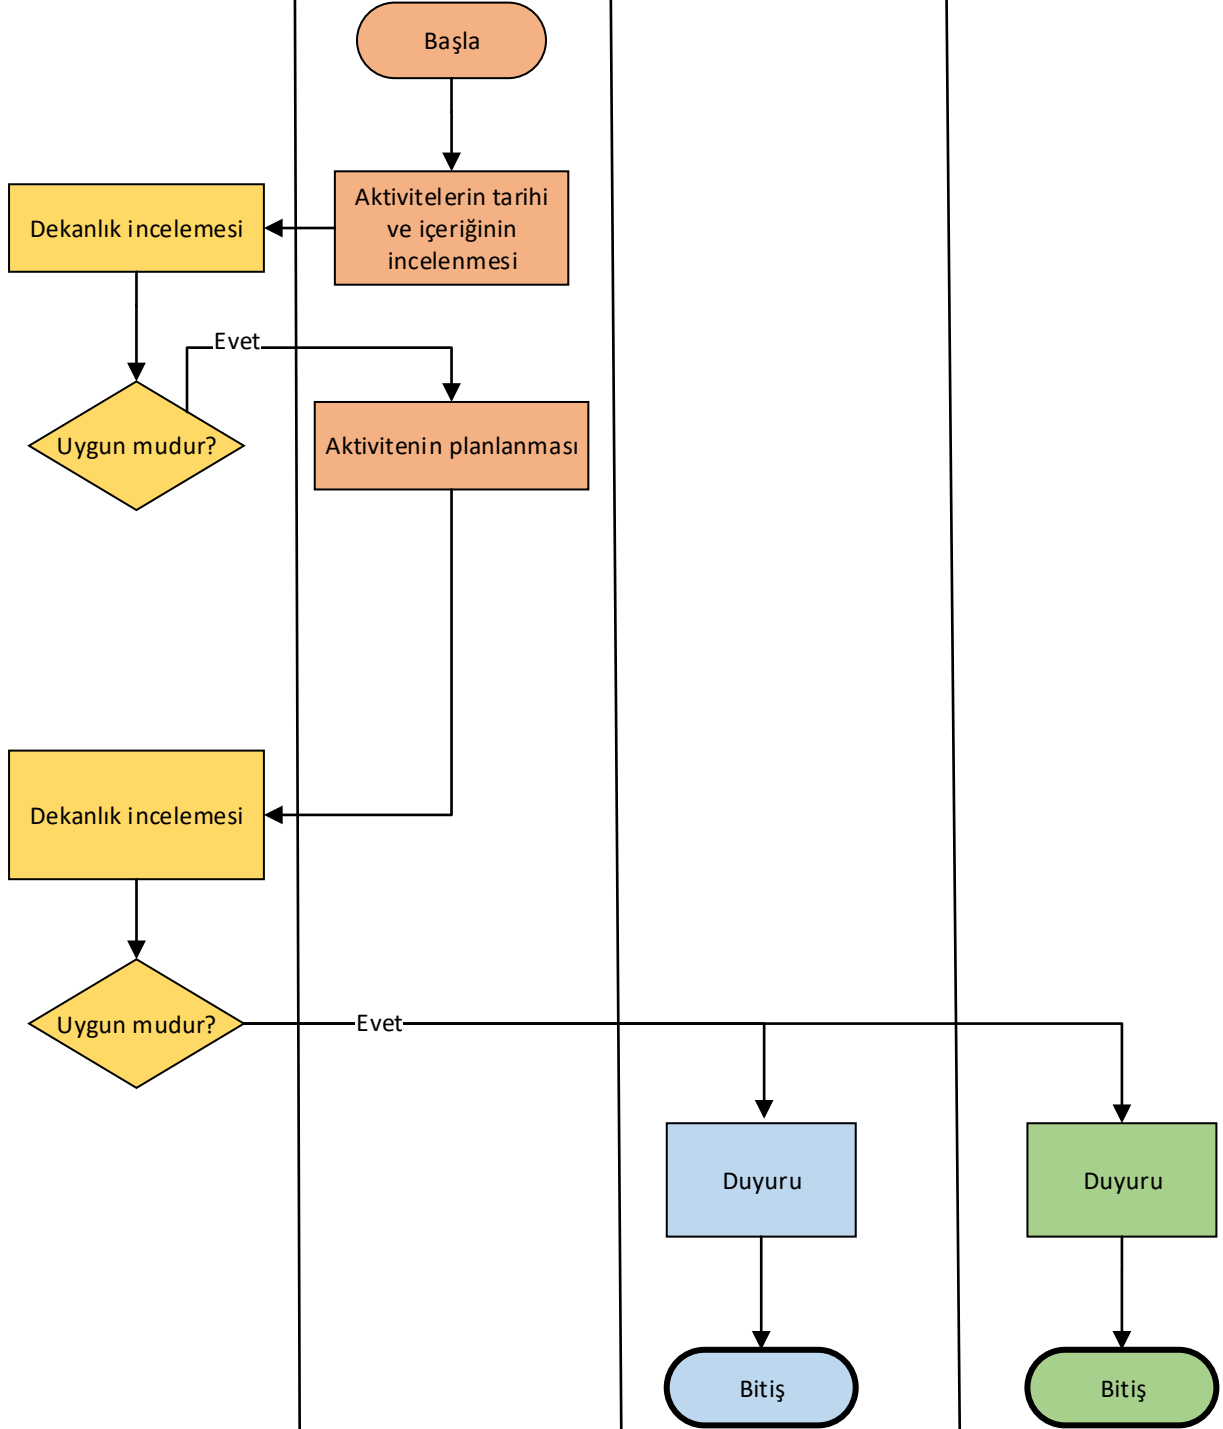 Başla
Aktivitelerin tarihi
ve içeriğinin
incelenmesi
Dekanlık incelemesi
Evet
Uygun mudur?
Aktivitenin planlanması
Dekanlık incelemesi
Uygun mudur?
Evet
Duyuru
Duyuru
Bitiş
Bitiş